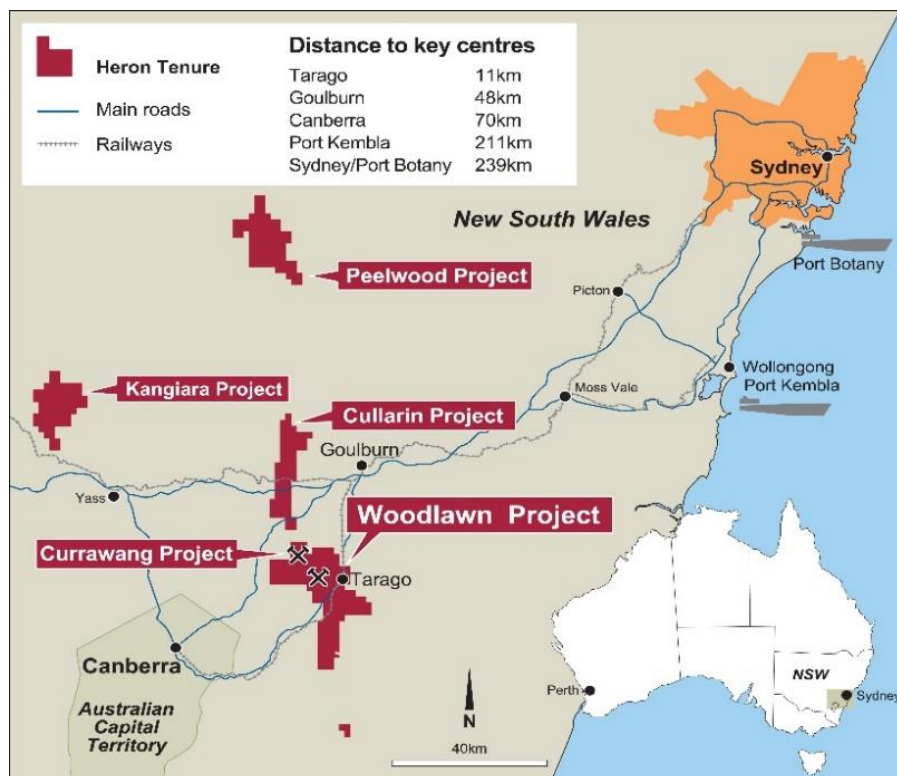 Heron Tenure
Main roads
Railways
Distance to key centres
Tarago 11km
Goulburn 48km
Canberra 70km
Port Kembla 211km
Sydney/Port Botany 239km
Sydney
New South Wales
Port Botany
Peelwood Project
Picton
Wollongong
Port Kembla
Kangiara Project
Moss Vale
Cullarin Project
Goulburn
Yass
Woodlawn Project
Currawang Project
Tarago
Canberra
Australian
Capital
Territory
N
40km
NSW
Perth
Sydney